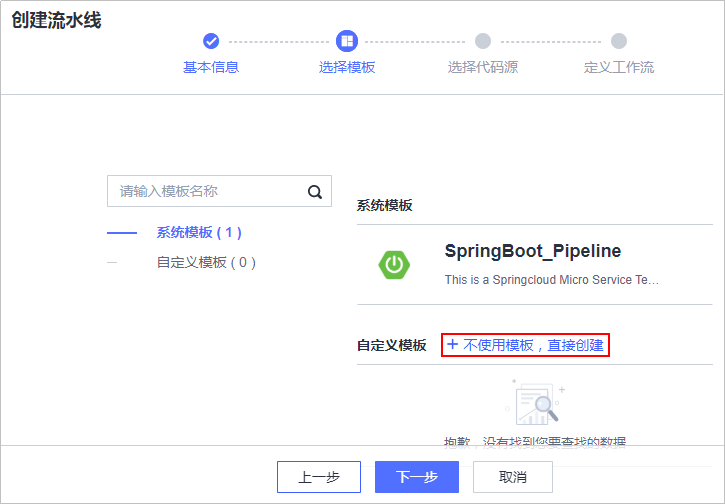 创建流水线
基本信息
选择模板
选择代码源
定义工作流
请输入模板名称
系统模板 ( 1 )
自定义模板 ( 0 )
系统模板
SpringBoot_Pipeline
This is a Springcloud Micro Service Te…
自定义模板 + 不使用模板，直接创建
抱歉，没有找到您要查找的数据
上一步
下一步
取消